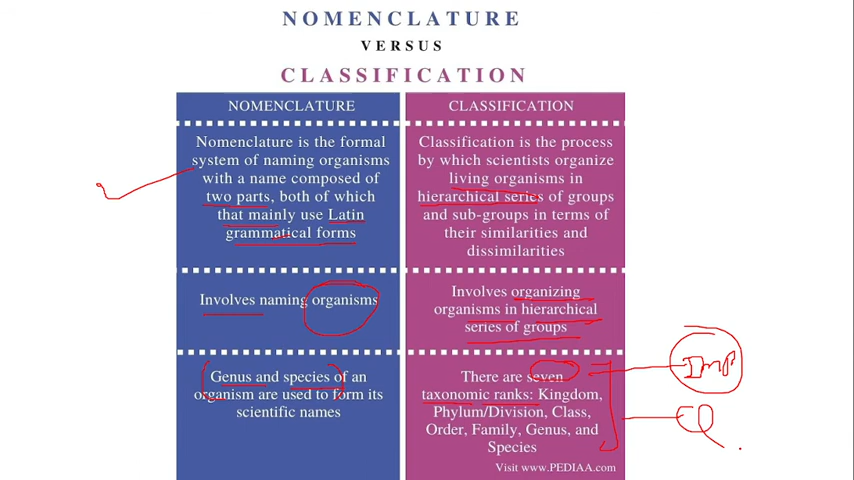 NOMENCLATURE
VERSUS
CLASSIFICATION
NOMENCLATURE
Nomenclature is the formal
system of naming organisms
with a name composed of
two parts, both of which
that mainly use Latin
grammatical forms
Involves naming organisms
Genus and species of an
organism are used to form its
scientific names
CLASSIFICATION
Classification is the process
by which scientists organize
living organisms in
hierarchical series of groups
and sub-groups in terms of
their similarities and
dissimilarities
Involves organizing
organisms in hierarchical
series of groups
There are seven
taxonomic ranks: Kingdom,
Phylum/Division, Class,
Order, Family, Genus, and
Species
Visit www.PEDIAA.com
Imp